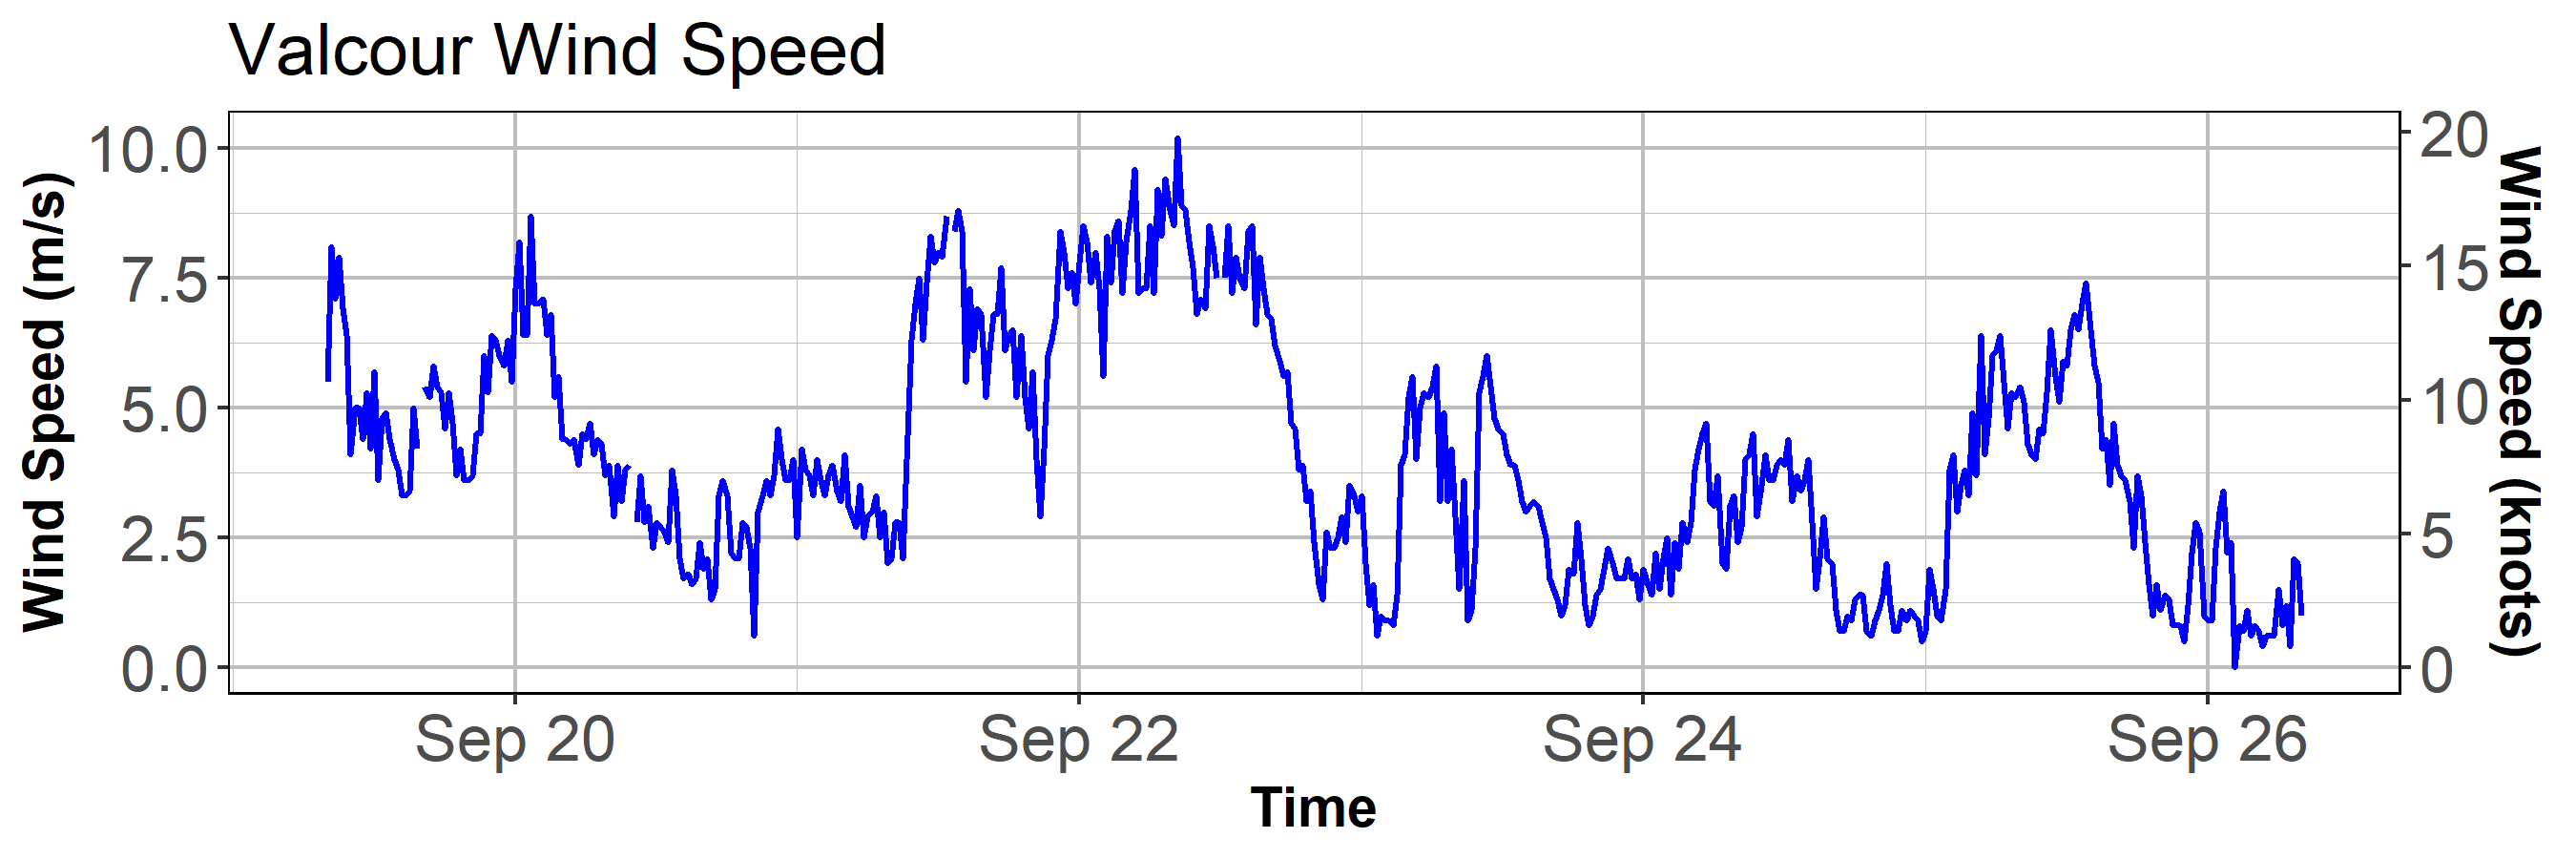 Valcour Wind Speed
Wind Speed (m/s)
10.0
7.5
5.0
2.5
0.0
20
15
10
5
0
Wind Speed (knots)
Sep 20
Sep 22
Sep 24
Sep 26
Time